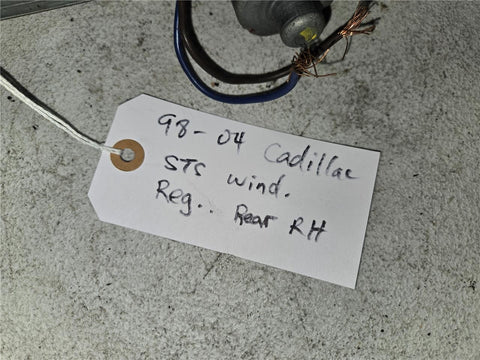 98-04 Cadillac
STS Wind.
Reg.. Rear RH